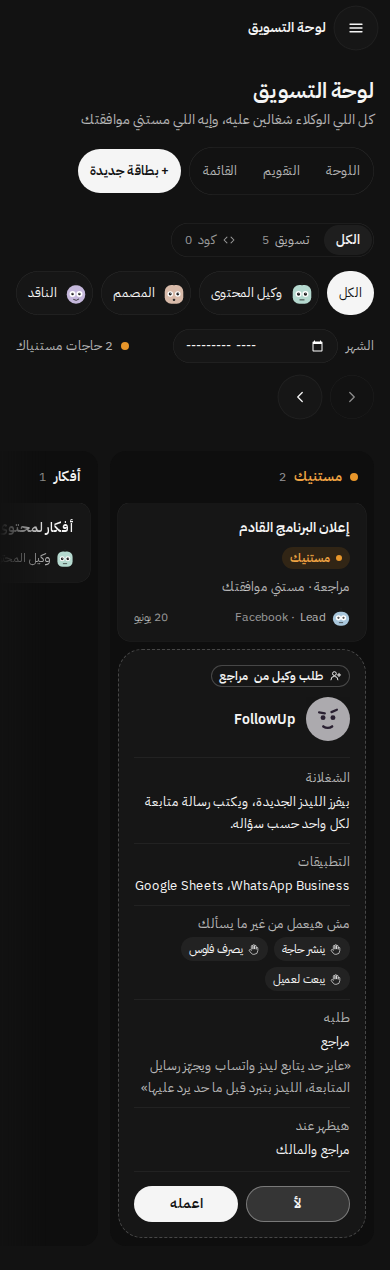 لوحة التسويق
لوحة التسويق
كل اللي الوكلاء شغالين عليه، وإيه اللي مستني موافقتك
اللوحة التقويم القائمة + بطاقة جديدة
الكل تسويق 5 كود 0
الكل وكيل المحتوى المصمم الناقد
الشهر --------- ---- 2 حاجات مستنياك
مستنيك 2
إعلان البرنامج القادم
مستنيك
مراجعة · مستني موافقتك
Lead · Facebook 20 يونيو
طلب وكيل من مراجع
FollowUp
الشغلانة
بيفرز الليدز الجديدة، ويكتب رسالة متابعة
لكل واحد حسب سؤاله.
التطبيقات
Google Sheets ،WhatsApp Business
مش هيعمل من غير ما يسألك
ينشر حاجة يصرف فلوس
يبعت لعميل
طلبه
مراجع
«عايز حد يتابع ليدز واتساب ويجهّز رسايل
المتابعة، الليدز بتبرد قبل ما حد يرد عليها»
هيظهر عند
مراجع والمالك
لأ اعمله
أفكار 1
أفكار لمحتوى
وكيل